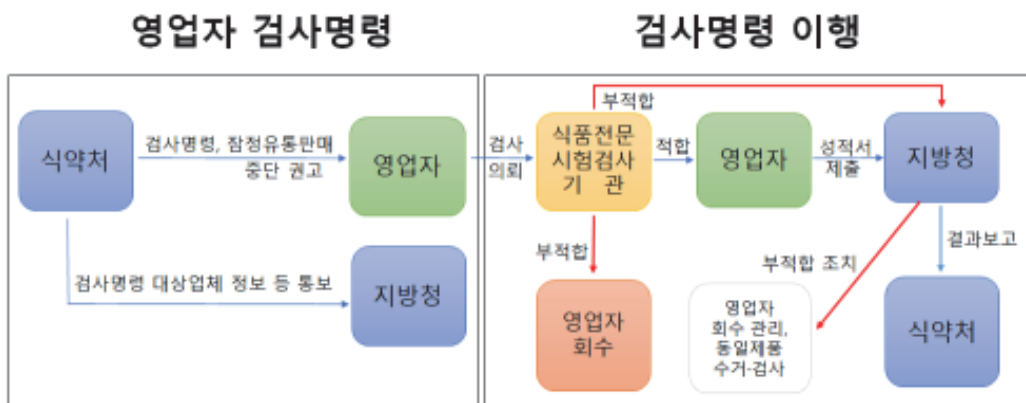 영업자 검사명령
검사명령 이행
식약처
검사명령, 잠정유통판매
중단 권고
영업자
검사명령 대상업체 정보 등 통보
지방청
검사
의뢰
부적합
식품전문
시험검사
기 관
적합
영업자
성적서
제출
지방청
부적합
영업자
회수
부적합 조치
영업자
회수 관리,
동일제품
수거-검사
결과보고
식약처